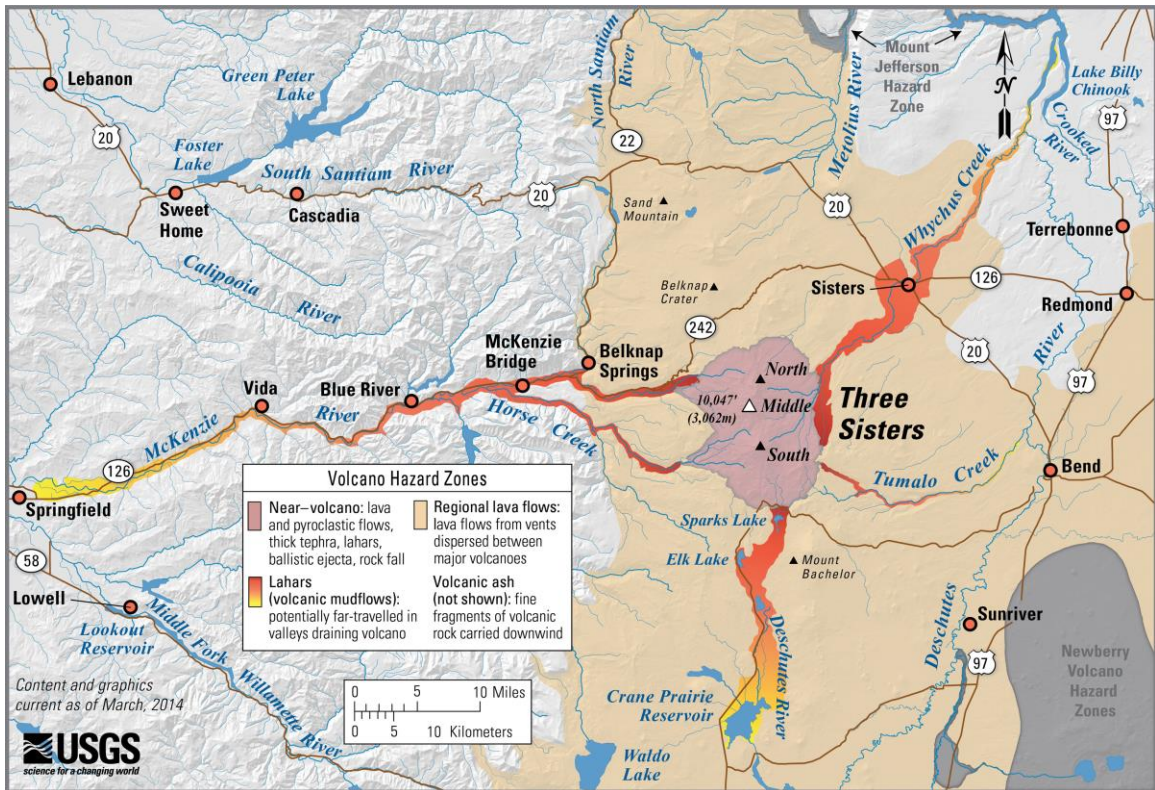 Lebanon
20
Green Peter
Lake
Foster
Lake
South Santiam River
Sweet
Home
Cascadia
20
Calipooia River
North Santiam
River
22
Metolius River
Mount
Jefferson
Hazard
Zone
N
Lake Billy
Chinook
Crooked
River
97
Sand
Mountain
20
Whychus Creek
Terrebonne
Belknap
Crater
Sisters
126
Redmond
242
20
River
97
McKenzie
Bridge
Belknap
Springs
Blue River
Vida
McKenzie River
Horse Creek
North
10,047'
(3,062m)
Middle
South
Three
Sisters
126
Springfield
Tumalo Creek
Bend
Volcano Hazard Zones
Near–volcano: lava
and pyroclastic flows,
thick tephra, lahars,
ballistic ejecta, rock fall
Regional lava flows:
lava flows from vents
dispersed between
major volcanoes
Lahars
(volcanic mudflows):
potentially far-travelled in
valleys draining volcano
Volcanic ash
(not shown): fine
fragments of volcanic
rock carried downwind
Sparks Lake
Elk Lake
Mount
Bachelor
58
Lowell
Lookout
Reservoir
Middle Fork Willamette River
Deschutes
Sunriver
97
Newberry
Volcano
Hazard
Zones
Crane Prairie
Reservoir
Deschutes River
Waldo
Lake
0 5 10 Miles
0 5 10 Kilometers
Content and graphics
current as of March, 2014
USGS
science for a changing world